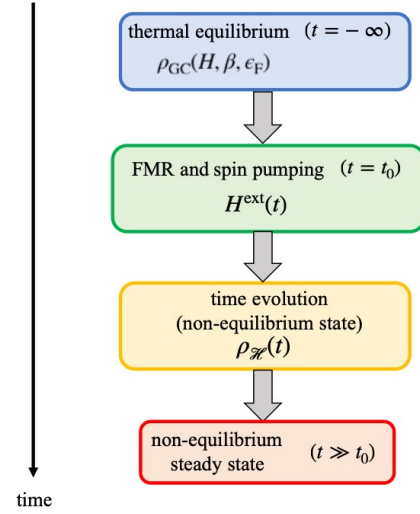 thermal equilibrium (t = − ∞)
ρGC(H, β, ϵF)
FMR and spin pumping (t = t₀)
Hᵉˣᵗ(t)
time evolution
(non-equilibrium state)
ρℋ(t)
non-equilibrium
steady state (t ≫ t₀)
time